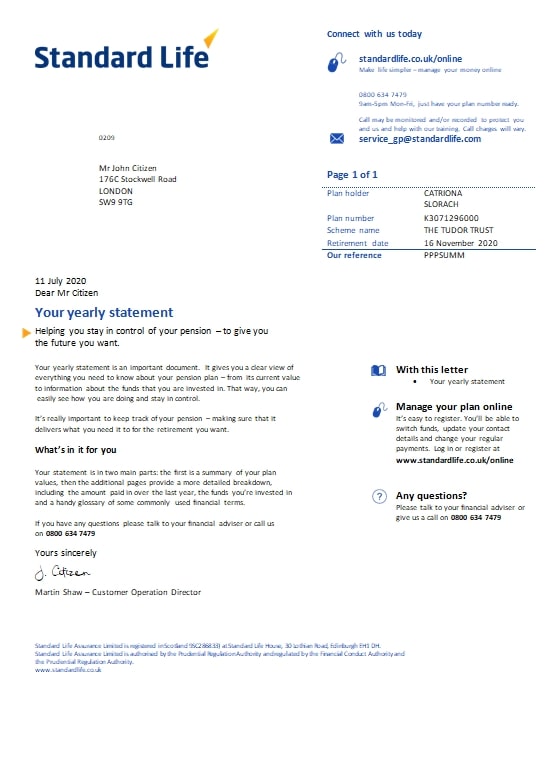 Standard Life
Connect with us today
standardlife.co.uk/online
Make life simpler – manage your money online
0800 634 7479
9am-5pm Mon-Fri, just have your plan number ready.
Call may be monitored and/or recorded to protect you
and us and help with our training. Call charges will vary.
service_gp@standardlife.com
0209
Mr John Citizen
176C Stockwell Road
LONDON
SW9 9TG
Page 1 of 1
Plan holder CATRIONA
SLORACH
Plan number K3071296000
Scheme name THE TUDOR TRUST
Retirement date 16 November 2020
Our reference PPPSUMM
11 July 2020
Dear Mr Citizen
Your yearly statement
Helping you stay in control of your pension – to give you
the future you want.
Your yearly statement is an important document. It gives you a clear view of
everything you need to know about your pension plan – from its current value
to information about the funds that you are invested in. That way, you can
easily see how you are doing and stay in control.
It's really important to keep track of your pension – making sure that it
delivers what you need it to for the retirement you want.
What's in it for you
Your statement is in two main parts: the first is a summary of your plan
values, then the additional pages provide a more detailed breakdown,
including the amount paid in over the last year, the funds you're invested in
and a handy glossary of some commonly used financial terms.
If you have any questions please talk to your financial adviser or call us
on 0800 634 7479
Yours sincerely
J. Citizen
Martin Shaw – Customer Operation Director
With this letter
• Your yearly statement
Manage your plan online
It's easy to register. You'll be able to
switch funds, update your contact
details and change your regular
payments. Log in or register at
www.standardlife.co.uk/online
? Any questions?
Please talk to your financial adviser or
give us a call on 0800 634 7479
Standard Life Assurance Limited is registered in Scotland (SC286833) at Standard Life House, 30 Lothian Road, Edinburgh EH1 DH.
Standard Life Assurance Limited is authorised by the Prudential Regulation Authority and regulated by the Financial Conduct Authority and
the Prudential Regulation Authority.
www.standardlife.co.uk